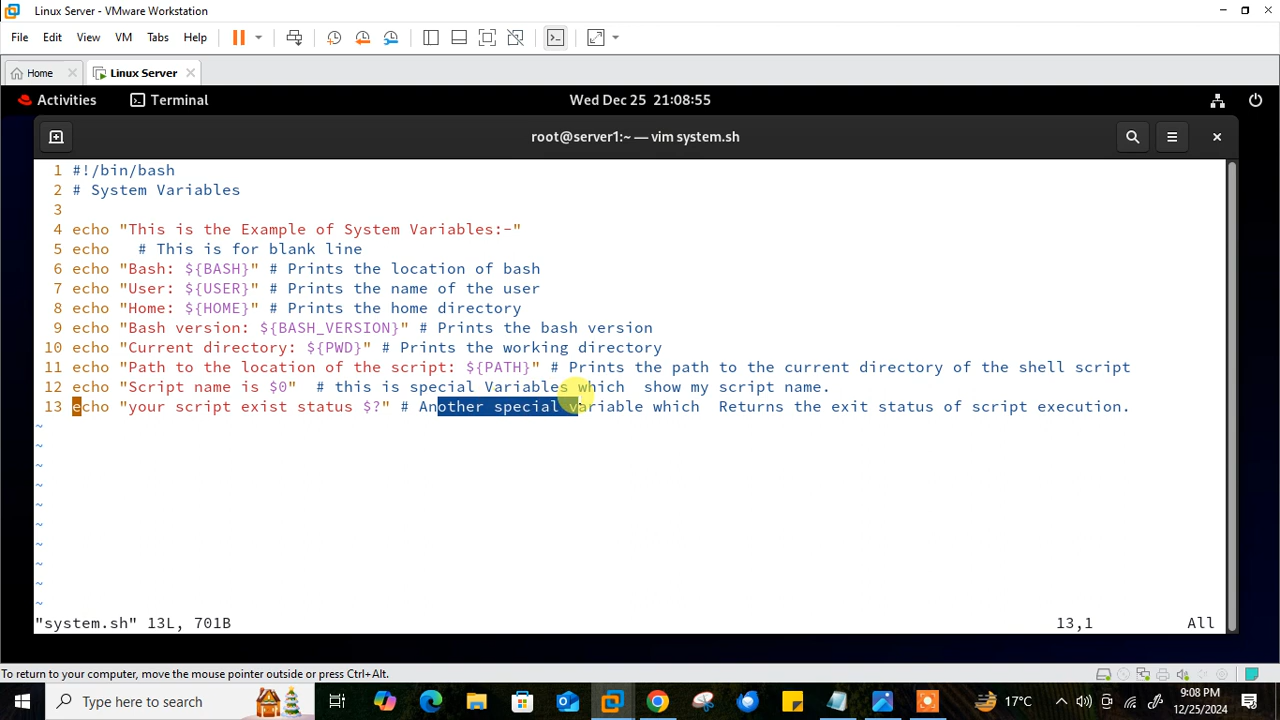 Linux Server - VMware Workstation
File Edit View VM Tabs Help
Home Linux Server
Activities Terminal Wed Dec 25 21:08:55
root@server1:~ — vim system.sh
1 #!/bin/bash
2 # System Variables
3
4 echo "This is the Example of System Variables:-"
5 echo   # This is for blank line
6 echo "Bash: ${BASH}" # Prints the location of bash
7 echo "User: ${USER}" # Prints the name of the user
8 echo "Home: ${HOME}" # Prints the home directory
9 echo "Bash version: ${BASH_VERSION}" # Prints the bash version
10 echo "Current directory: ${PWD}" # Prints the working directory
11 echo "Path to the location of the script: ${PATH}" # Prints the path to the current directory of the shell script
12 echo "Script name is $0"  # this is special Variables which  show my script name.
13 echo "your script exist status $?" # Another special variable which  Returns the exit status of script execution.
~
~
~
~
~
~
~
~
~
~
"system.sh" 13L, 701B 13,1 All
To return to your computer, move the mouse pointer outside or press Ctrl+Alt.
Type here to search 17°C 9:08 PM
12/25/2024